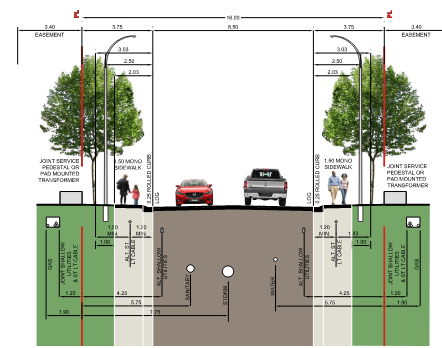 PL
16.00
PL
3.40
3.75
8.50
3.75
3.40
EASEMENT
EASEMENT
3.03
3.03
2.50
2.50
2.03
2.03
JOINT SERVICE
PEDESTAL OR
PAD MOUNTED
TRANSFORMER
1.50 MONO
SIDEWALK
0.25 ROLLED CURB
LOG
LOG
0.25 ROLLED CURB
1.50 MONO
SIDEWALK
JOINT SERVICE
PEDESTAL OR
PAD MOUNTED
TRANSFORMER
MIN.
1.20
MIN.
1.00
1.20
MIN.
1.00
GAS
JOINT SHALLOW
UTILITIES
& ST LT CABLE
ALT. ST.
LT CABLE
ALT. SHALLOW
UTILITIES
SANITARY
STORM
WATER
ALT. SHALLOW
UTILITIES
ALT. ST.
LT CABLE
JOINT SHALLOW
UTILITIES
& ST LT CABLE
GAS
1.20
4.25
4.25
1.20
5.75
5.75
1.90
1.90
7.75